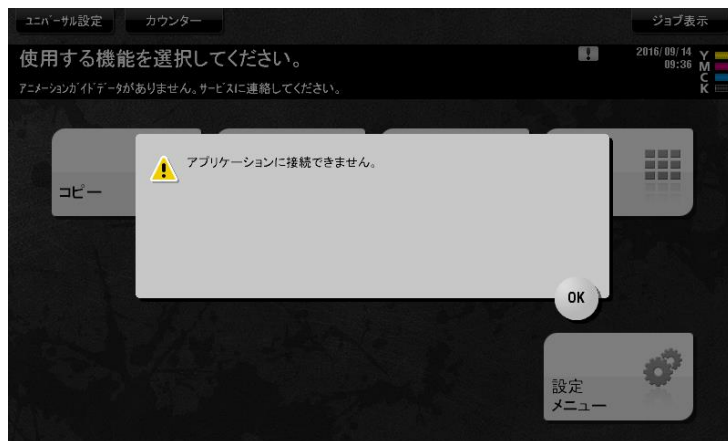 ユニバーサル設定
カウンター
ジョブ表示
使用する機能を選択してください。
2016/09/14
09:36
アニメーションガイドデータがありません。サービスに連絡してください。
Y
M
C
K
アプリケーションに接続できません。
コピー
OK
設定
メニュー